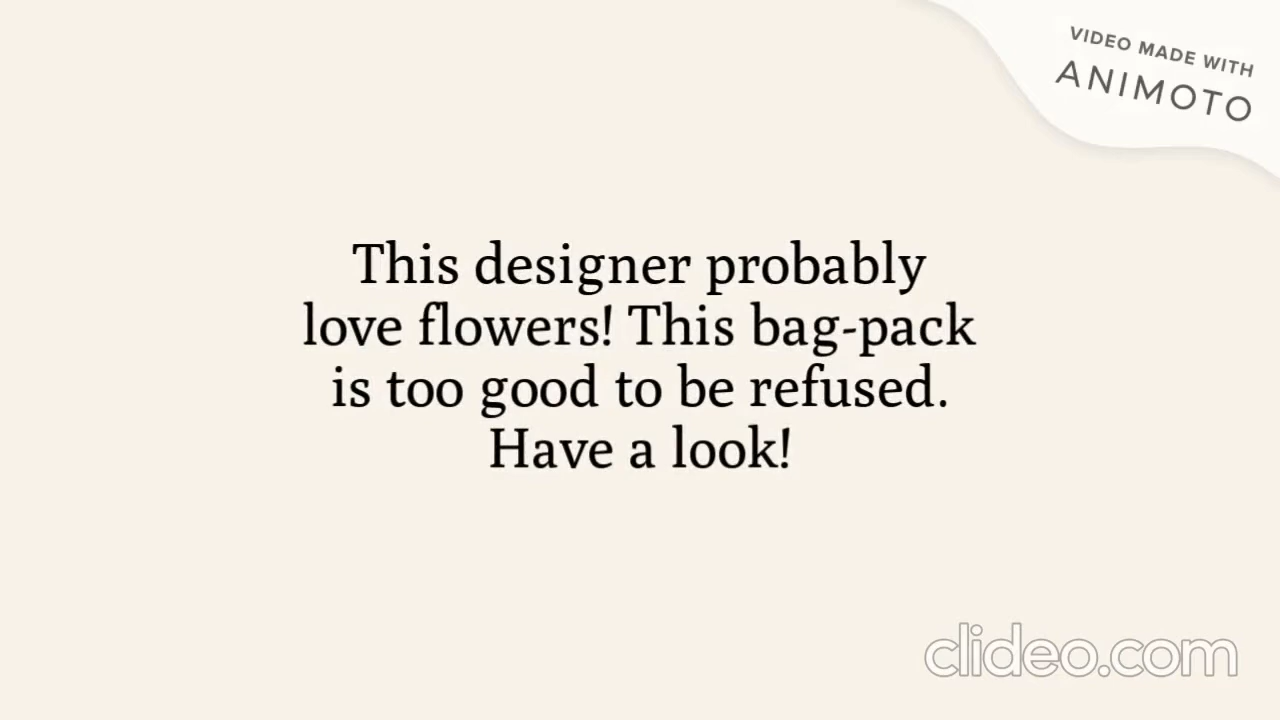 VIDEO MADE WITH
ANIMOTO
This designer probably
love flowers! This bag-pack
is too good to be refused.
Have a look!
clideo.com